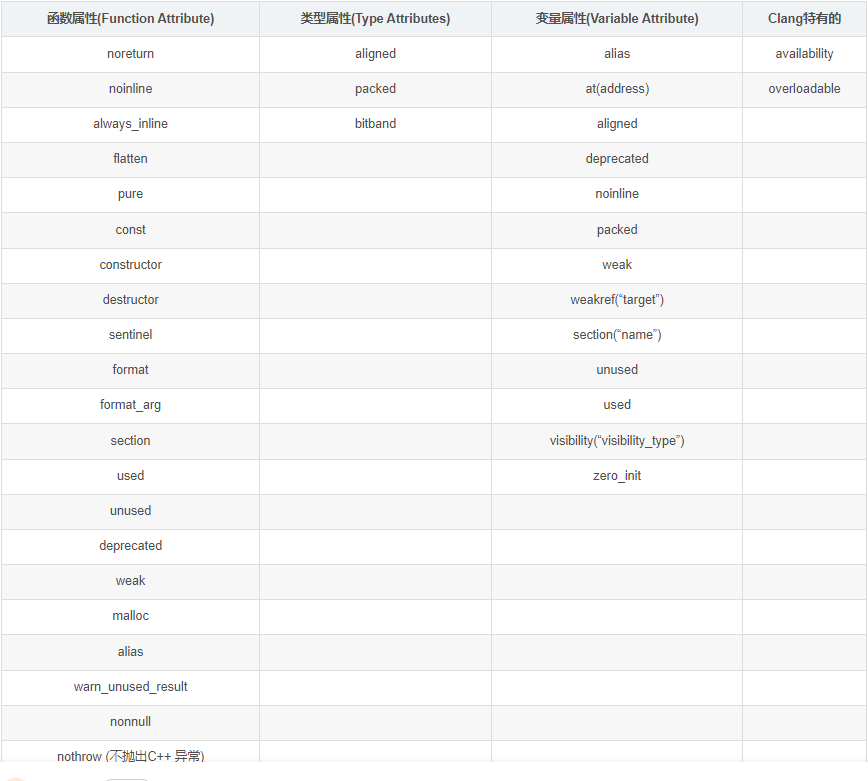 函数属性(Function Attribute) 类型属性(Type Attributes) 变量属性(Variable Attribute) Clang特有的
noreturn aligned alias availability
noinline packed at(address) overloadable
always_inline bitband aligned
flatten deprecated
pure noinline
const packed
constructor weak
destructor weakref(“target”)
sentinel section(“name”)
format unused
format_arg used
section visibility(“visibility_type”)
used zero_init
unused
deprecated
weak
malloc
alias
warn_unused_result
nonnull
nothrow (不抛出C++ 异常)